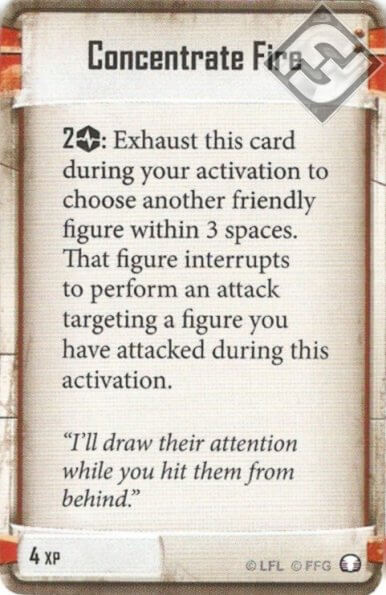 Concentrate Fire
2 : Exhaust this card
during your activation to
choose another friendly
figure within 3 spaces.
That figure interrupts
to perform an attack
targeting a figure you
have attacked during this
activation.
“I’ll draw their attention
while you hit them from
behind.”
4 XP
© LFL © FFG